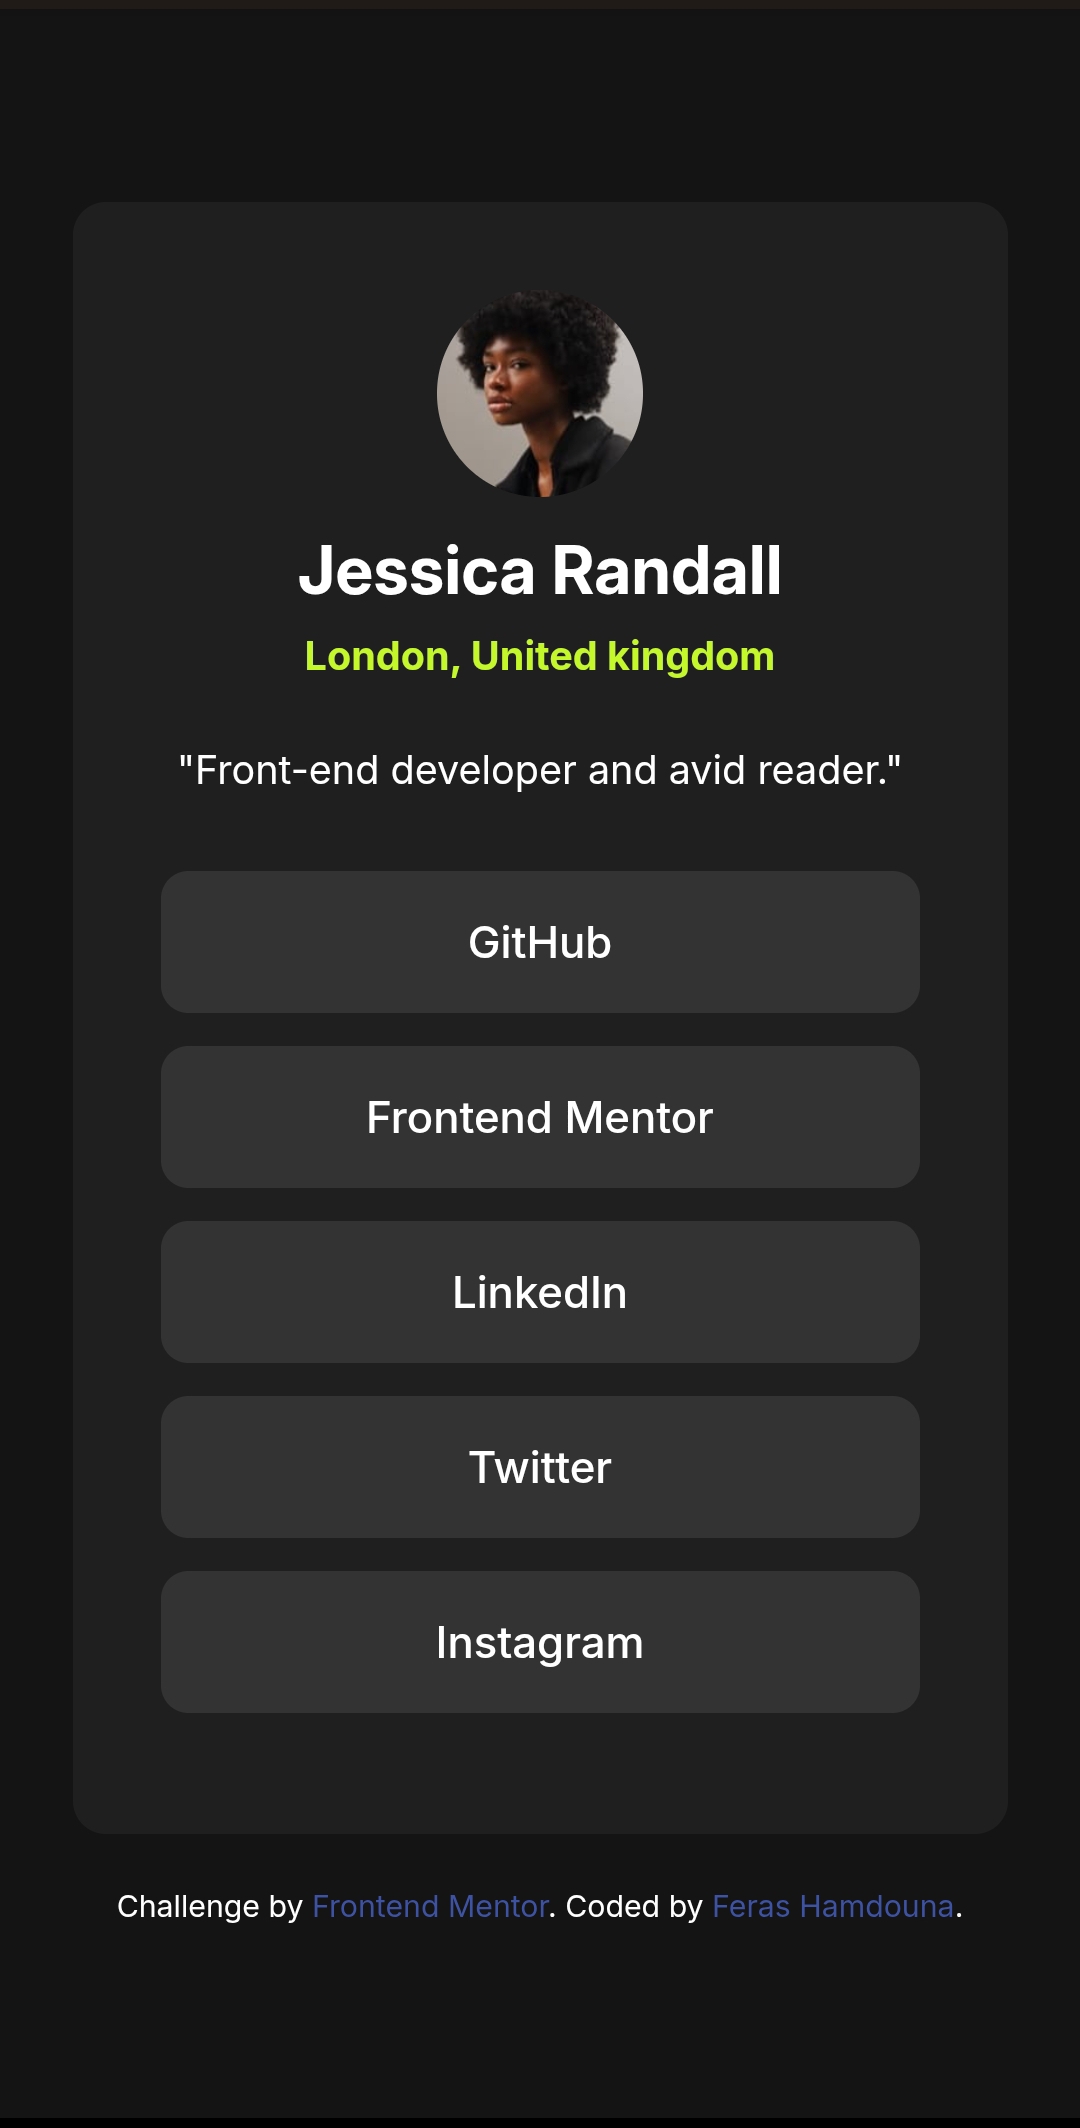 Jessica Randall
London, United kingdom
"Front-end developer and avid reader."
GitHub
Frontend Mentor
LinkedIn
Twitter
Instagram
Challenge by Frontend Mentor. Coded by Feras Hamdouna.